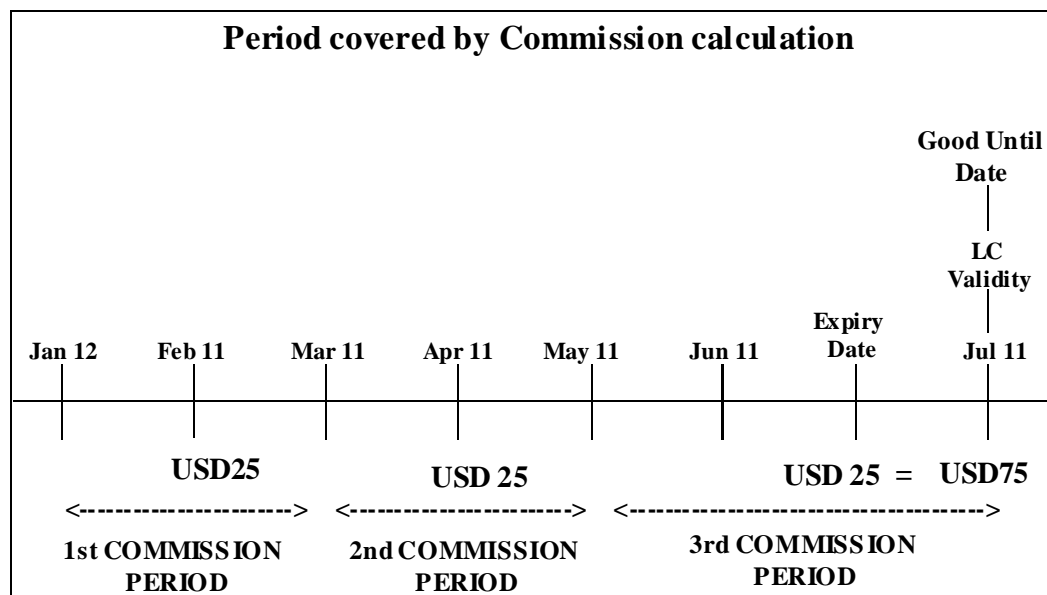 Period covered by Commission calculation
Good Until
Date
LC
Validity
Expiry
Date
Jan 12 Feb 11 Mar 11 Apr 11 May 11 Jun 11 Jul 11
USD25 USD 25 USD 25 = USD75
<------------------------> <------------------------> <------------------------------------------>
1st COMMISSION 2nd COMMISSION 3rd COMMISSION
PERIOD PERIOD PERIOD